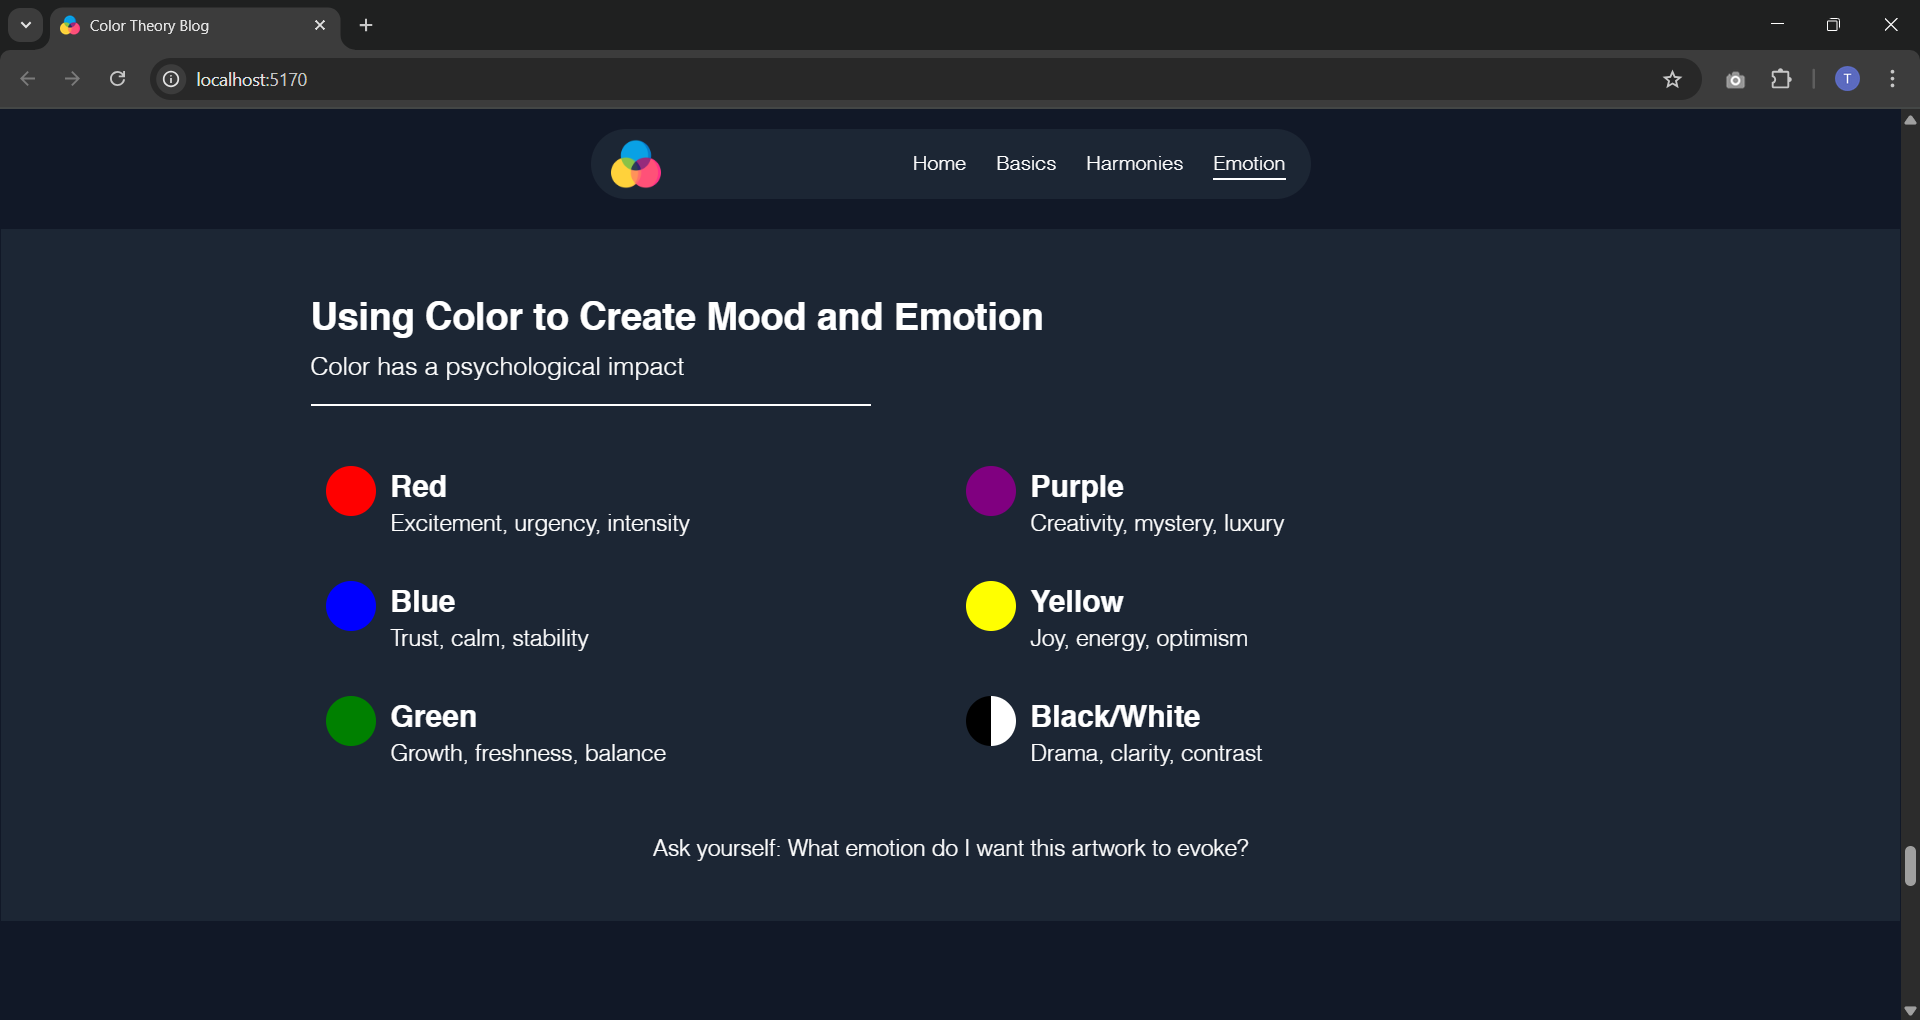 Color Theory Blog
localhost:5170
T
Home Basics Harmonies Emotion
Using Color to Create Mood and Emotion
Color has a psychological impact
Red
Excitement, urgency, intensity
Purple
Creativity, mystery, luxury
Blue
Trust, calm, stability
Yellow
Joy, energy, optimism
Green
Growth, freshness, balance
Black/White
Drama, clarity, contrast
Ask yourself: What emotion do I want this artwork to evoke?